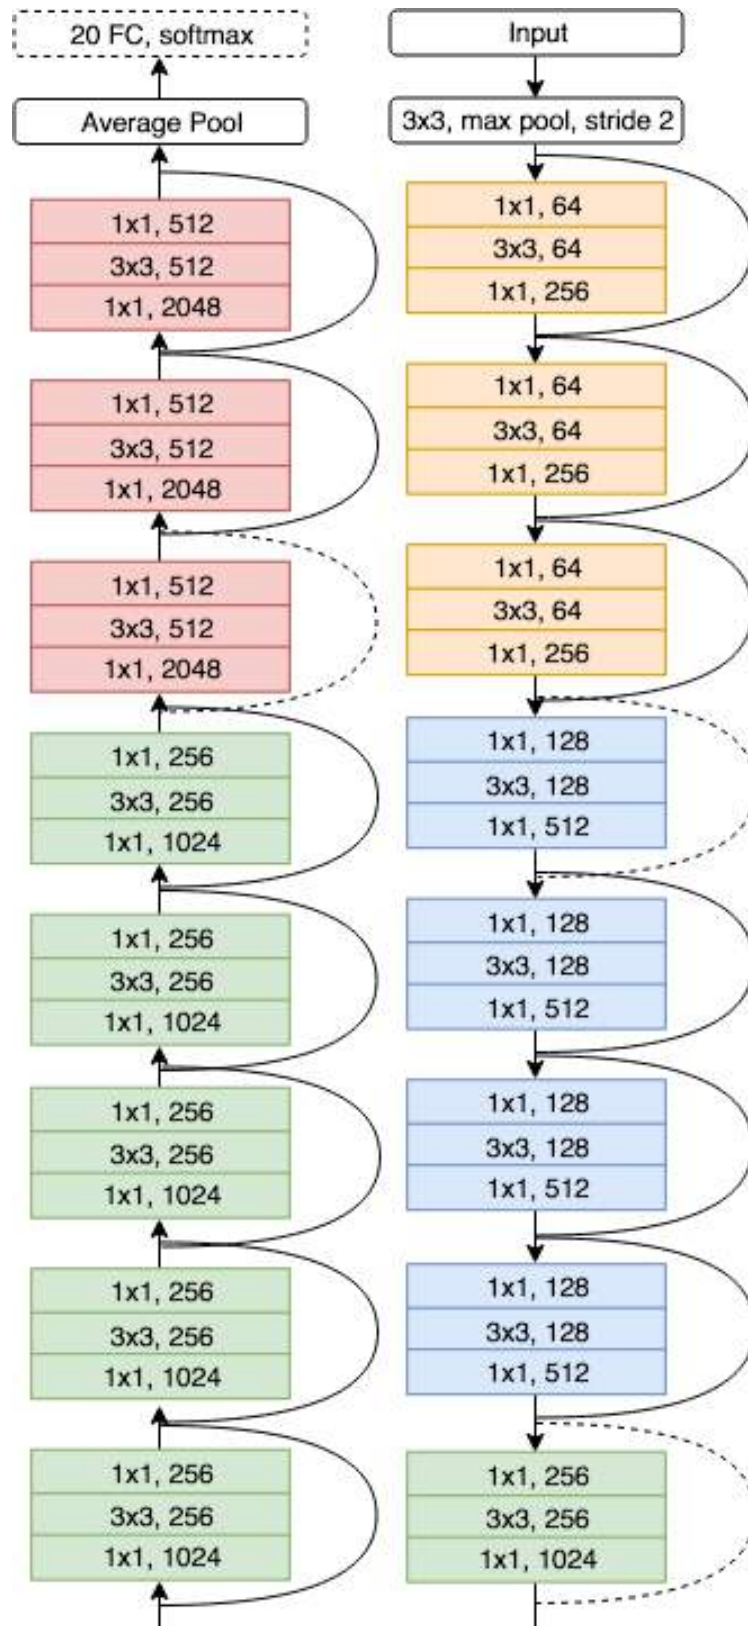 20 FC, softmax
Average Pool
1x1, 512
3x3, 512
1x1, 2048
1x1, 512
3x3, 512
1x1, 2048
1x1, 512
3x3, 512
1x1, 2048
1x1, 256
3x3, 256
1x1, 1024
1x1, 256
3x3, 256
1x1, 1024
1x1, 256
3x3, 256
1x1, 1024
1x1, 256
3x3, 256
1x1, 1024
1x1, 256
3x3, 256
1x1, 1024
Input
3x3, max pool, stride 2
1x1, 64
3x3, 64
1x1, 256
1x1, 64
3x3, 64
1x1, 256
1x1, 64
3x3, 64
1x1, 256
1x1, 128
3x3, 128
1x1, 512
1x1, 128
3x3, 128
1x1, 512
1x1, 128
3x3, 128
1x1, 512
1x1, 128
3x3, 128
1x1, 512
1x1, 256
3x3, 256
1x1, 1024